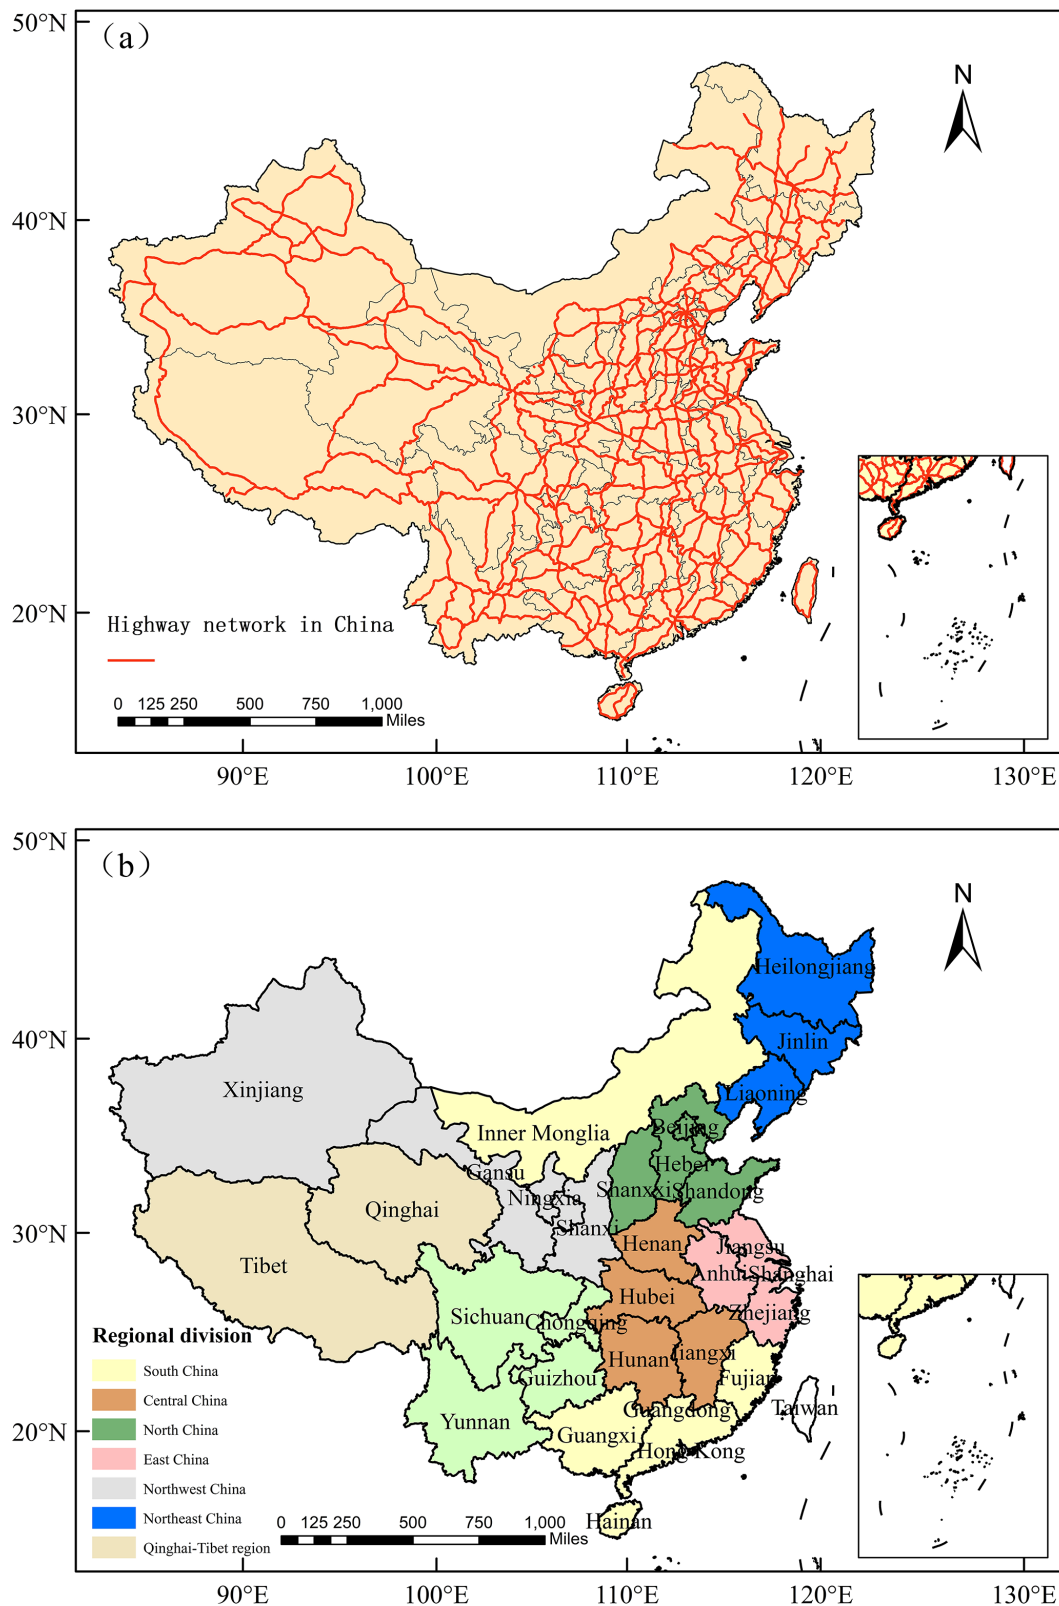 50°N
(a)
N
40°N
30°N
20°N
Highway network in China
0 125 250 500 750 1,000
Miles
90°E 100°E 110°E 120°E 130°E
50°N
(b)
N
Heilongjiang
40°N
Jinlin
Xinjiang
Liaoning
Beijing
Inner Monglia
Hebei
Gansu
Ningxia
Shanxxi
Shandong
Qinghai
Shanxi
30°N
Henan
Jiangsu
Tibet
Anhui
Shanghai
Hubei
Sichuan
Chongqing
Zhejiang
Regional division
Hunan
Jiangxi
South China
Guizhou
Fujian
Central China
Guangdong
Taiwan
Yunnan
North China
20°N
Guangxi
East China
Hong Kong
Northwest China
Northeast China
Hainan
0 125 250 500 750 1,000
Miles
Qinghai-Tibet region
90°E 100°E 110°E 120°E 130°E